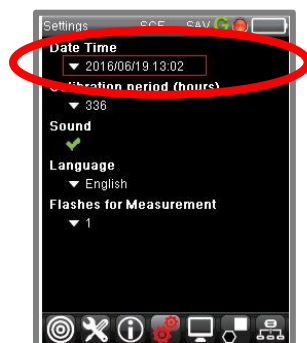 Settings SCE SAV G
Date Time
2016/06/19 13:02
Calibration period (hours)
336
Sound
Language
English
Flashes for Measurement
1